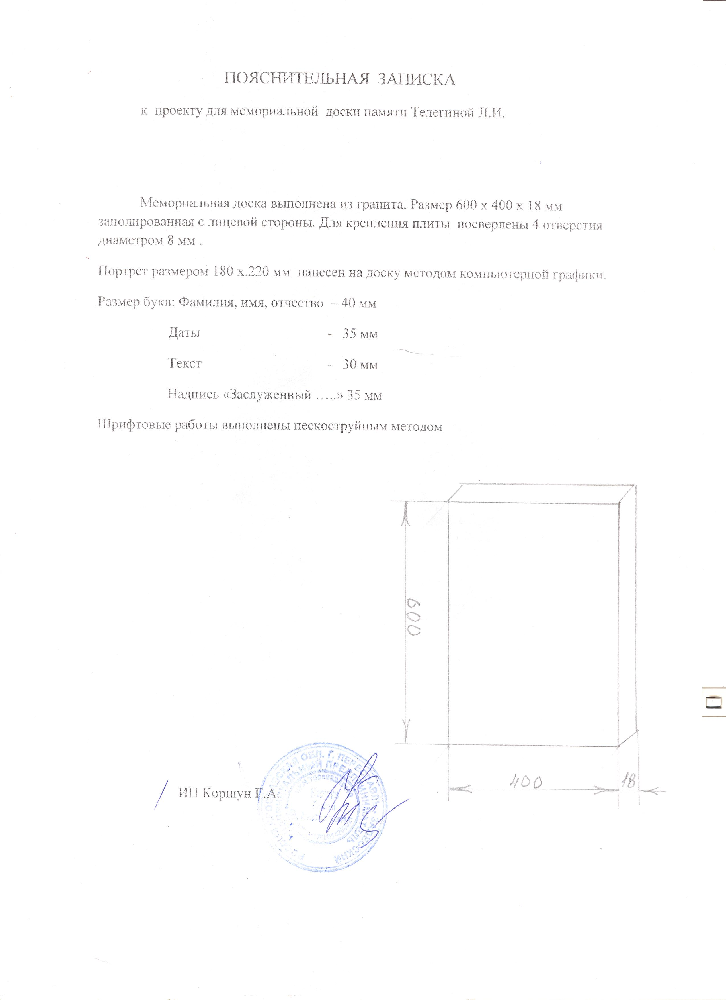 ПОЯСНИТЕЛЬНАЯ ЗАПИСКА
к проекту для мемориальной доски памяти Телегиной Л.И.
Мемориальная доска выполнена из гранита. Размер 600 х 400 х 18 мм
заполированная с лицевой стороны. Для крепления плиты посверлены 4 отверстия
диаметром 8 мм .
Портрет размером 180 х.220 мм нанесен на доску методом компьютерной графики.
Размер букв: Фамилия, имя, отчество – 40 мм
Даты - 35 мм
Текст - 30 мм
Надпись «Заслуженный …..» 35 мм
Шрифтовые работы выполнены пескоструйным методом
600
400
18
ИП Коршун Г.А.
ОБЛ. Г. ПЕРЕСЛАВЛЬ - ЗАЛЕССКИЙ